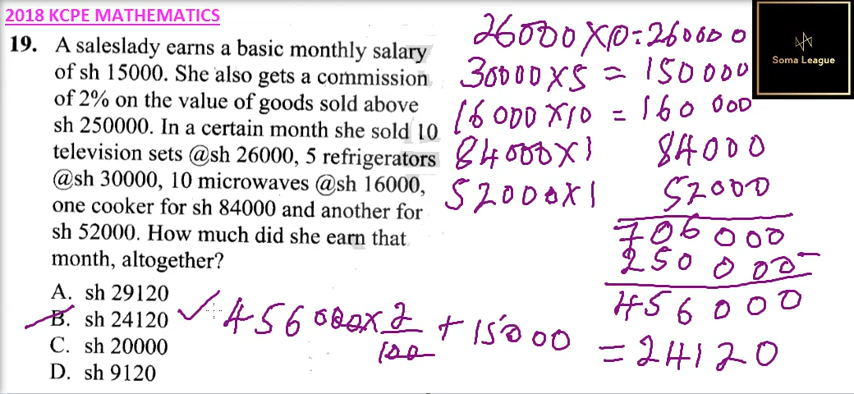 2018 KCPE MATHEMATICS
19. A saleslady earns a basic monthly salary
of sh 15000. She also gets a commission
of 2% on the value of goods sold above
sh 250000. In a certain month she sold 10
television sets @sh 26000, 5 refrigerators
@sh 30000, 10 microwaves @sh 16000,
one cooker for sh 84000 and another for
sh 52000. How much did she earn that
month, altogether?
A. sh 29120
B. sh 24120 ✓
C. sh 20000
D. sh 9120
26000 X 10 = 260000
30000 X 5 = 150000
16000 X 10 = 160 000
84000 X 1 84000
52000 X 1 52000
706000
250000 -
456000
456000 x 2/100 + 15000
= 24120
Soma League